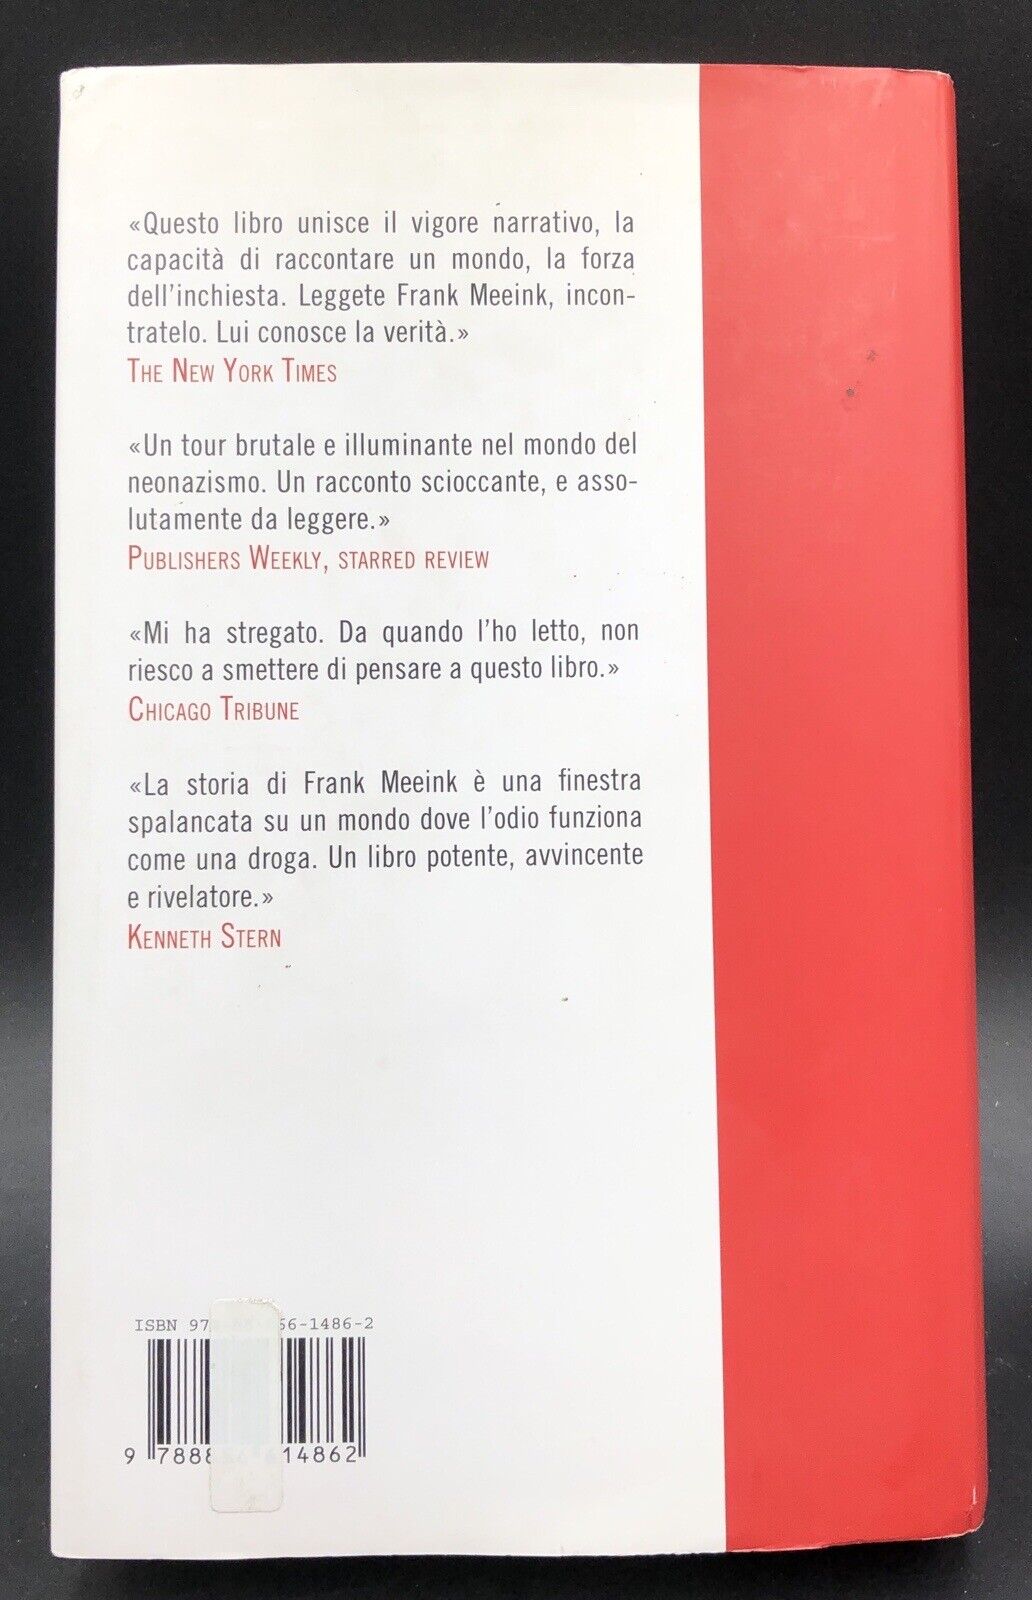 «Questo libro unisce il vigore narrativo, la
capacità di raccontare un mondo, la forza
dell'inchiesta. Leggete Frank Meeink, incon-
tratelo. Lui conosce la verità.»
THE NEW YORK TIMES
«Un tour brutale e illuminante nel mondo del
neonazismo. Un racconto scioccante, e asso-
lutamente da leggere.»
PUBLISHERS WEEKLY, STARRED REVIEW
«Mi ha stregato. Da quando l'ho letto, non
riesco a smettere di pensare a questo libro.»
CHICAGO TRIBUNE
«La storia di Frank Meeink è una finestra
spalancata su un mondo dove l'odio funziona
come una droga. Un libro potente, avvincente
e rivelatore.»
KENNETH STERN
ISBN